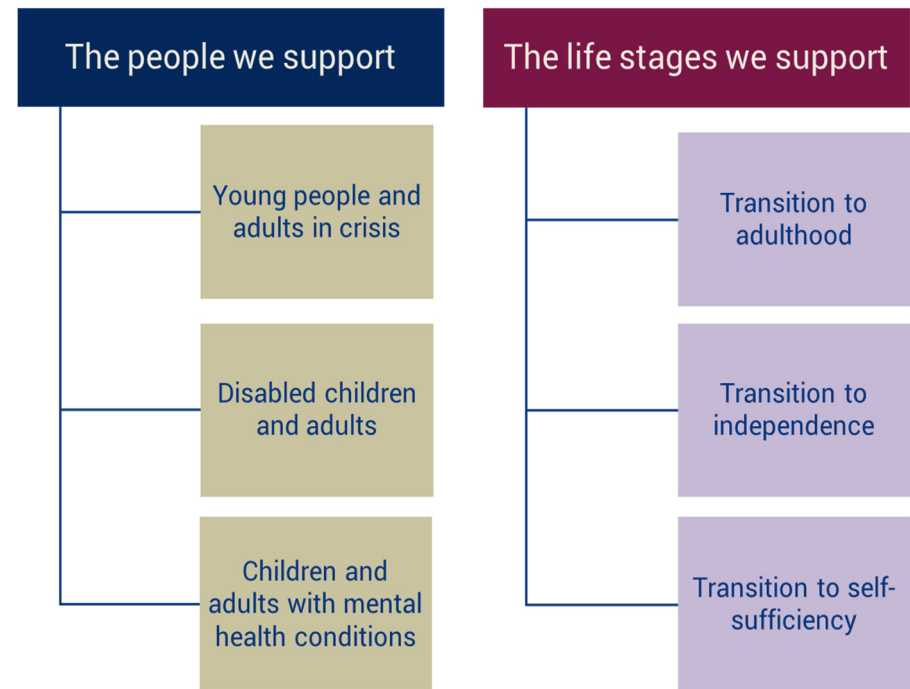 The people we support
Young people and
adults in crisis
Disabled children
and adults
Children and
adults with mental
health conditions
The life stages we support
Transition to
adulthood
Transition to
independence
Transition to self-
sufficiency